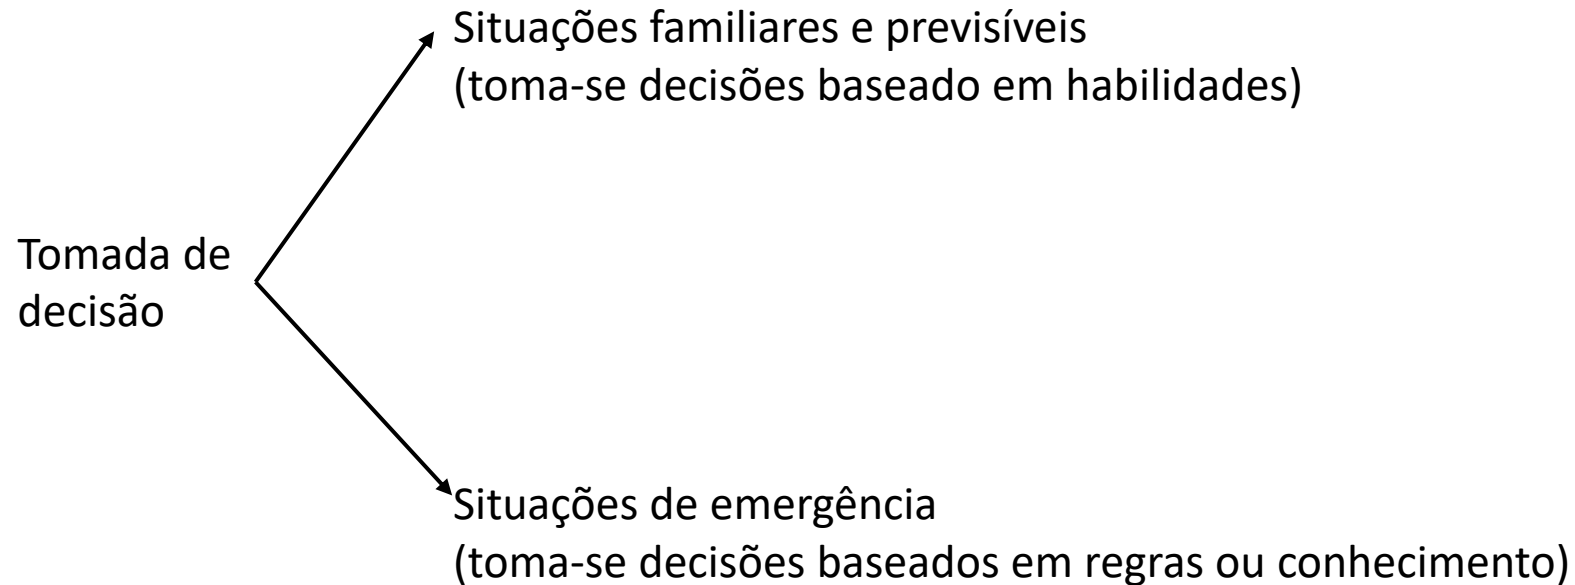 Situações familiares e previsíveis
(toma-se decisões baseado em habilidades)
Tomada de
decisão
Situações de emergência
(toma-se decisões baseados em regras ou conhecimento)